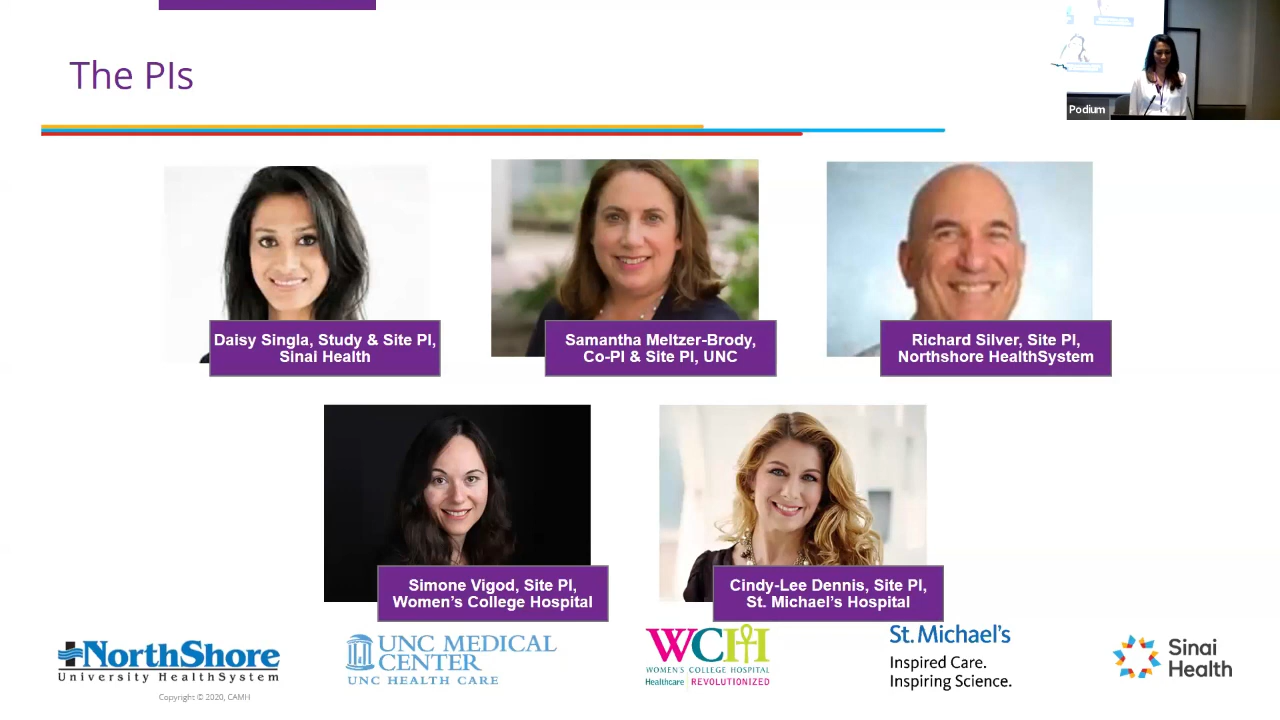 The PIs
Podium
Daisy Singla, Study & Site PI,
Sinai Health
Samantha Meltzer-Brody,
Co-PI & Site PI, UNC
Richard Silver, Site PI,
Northshore HealthSystem
Simone Vigod, Site PI,
Women's College Hospital
Cindy-Lee Dennis, Site PI,
St. Michael's Hospital
NorthShore
University HealthSystem
UNC MEDICAL
CENTER
UNC HEALTH CARE
WCH
WOMEN'S COLLEGE HOSPITAL
Healthcare | REVOLUTIONIZED
St. Michael's
Inspired Care.
Inspiring Science.
Sinai
Health
Copyright © 2020, CAMH